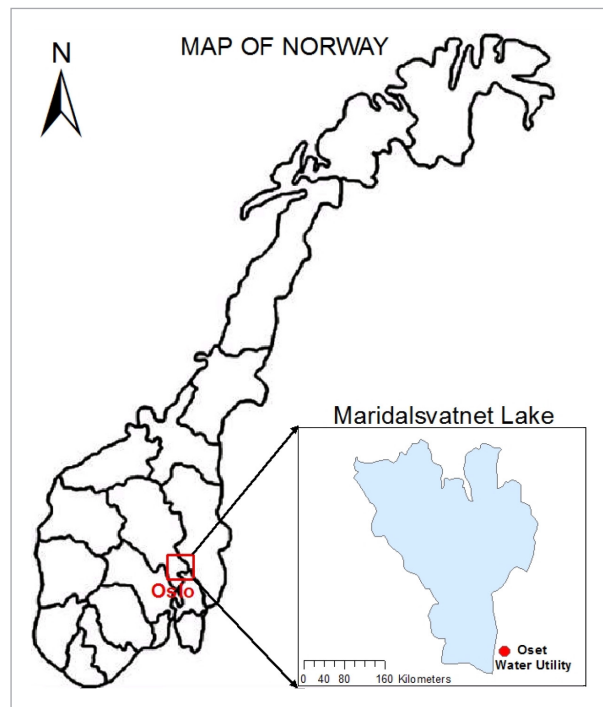 MAP OF NORWAY
N
Maridalsvatnet Lake
Oslo
Oset
Water Utility
0 40 80 160 Kilometers